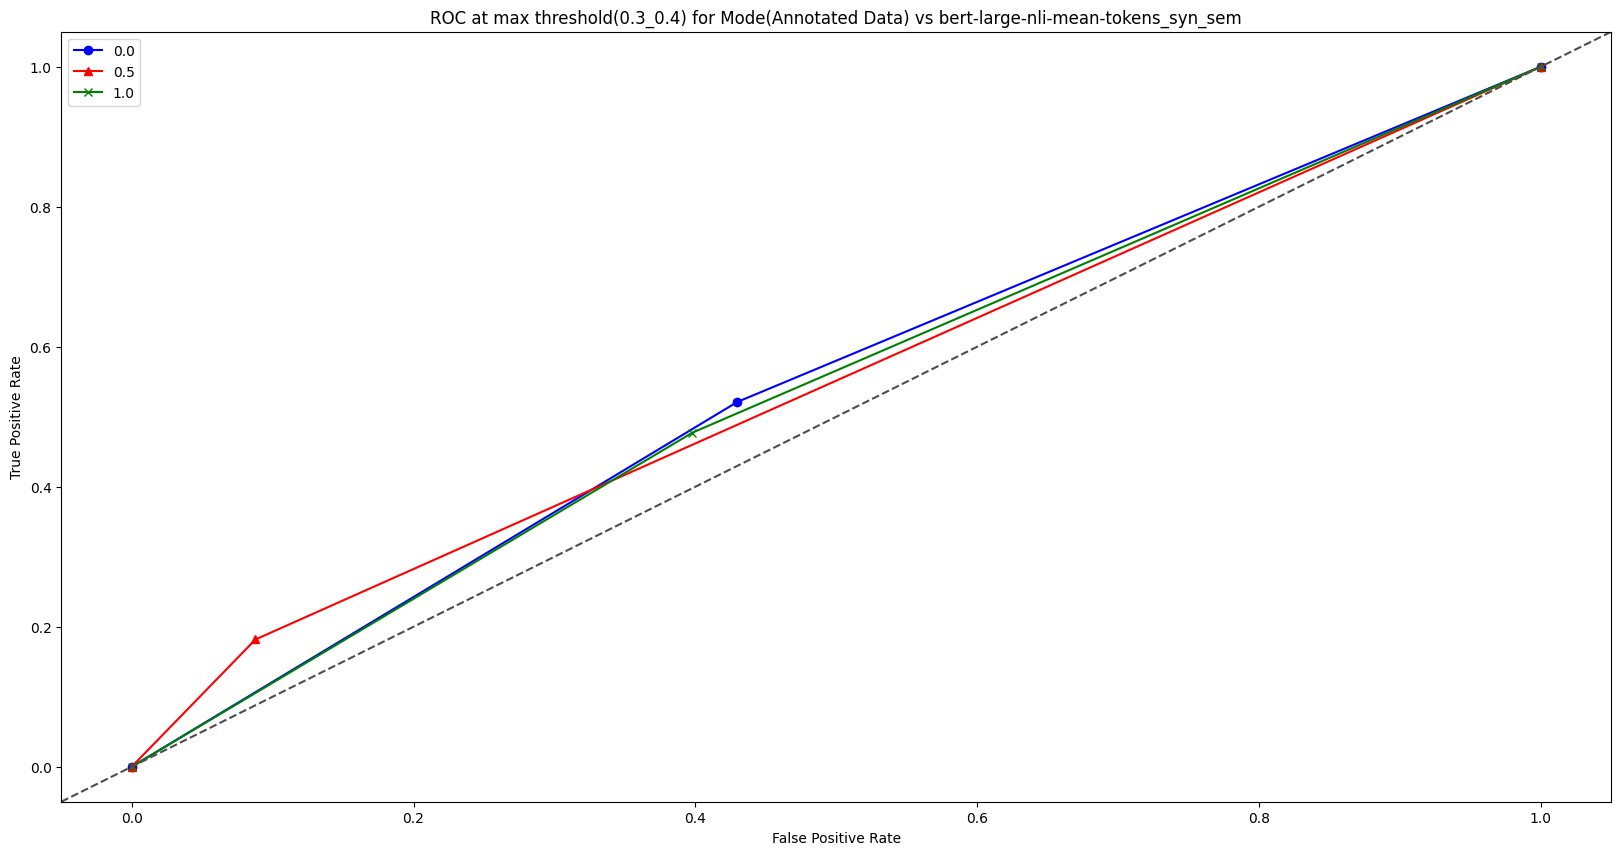 ROC at max threshold(0.3_0.4) for Mode(Annotated Data) vs bert-large-nli-mean-tokens_syn_sem
0.0
0.5
1.0
True Positive Rate
1.0
0.8
0.6
0.4
0.2
0.0
0.0 0.2 0.4 0.6 0.8 1.0
False Positive Rate